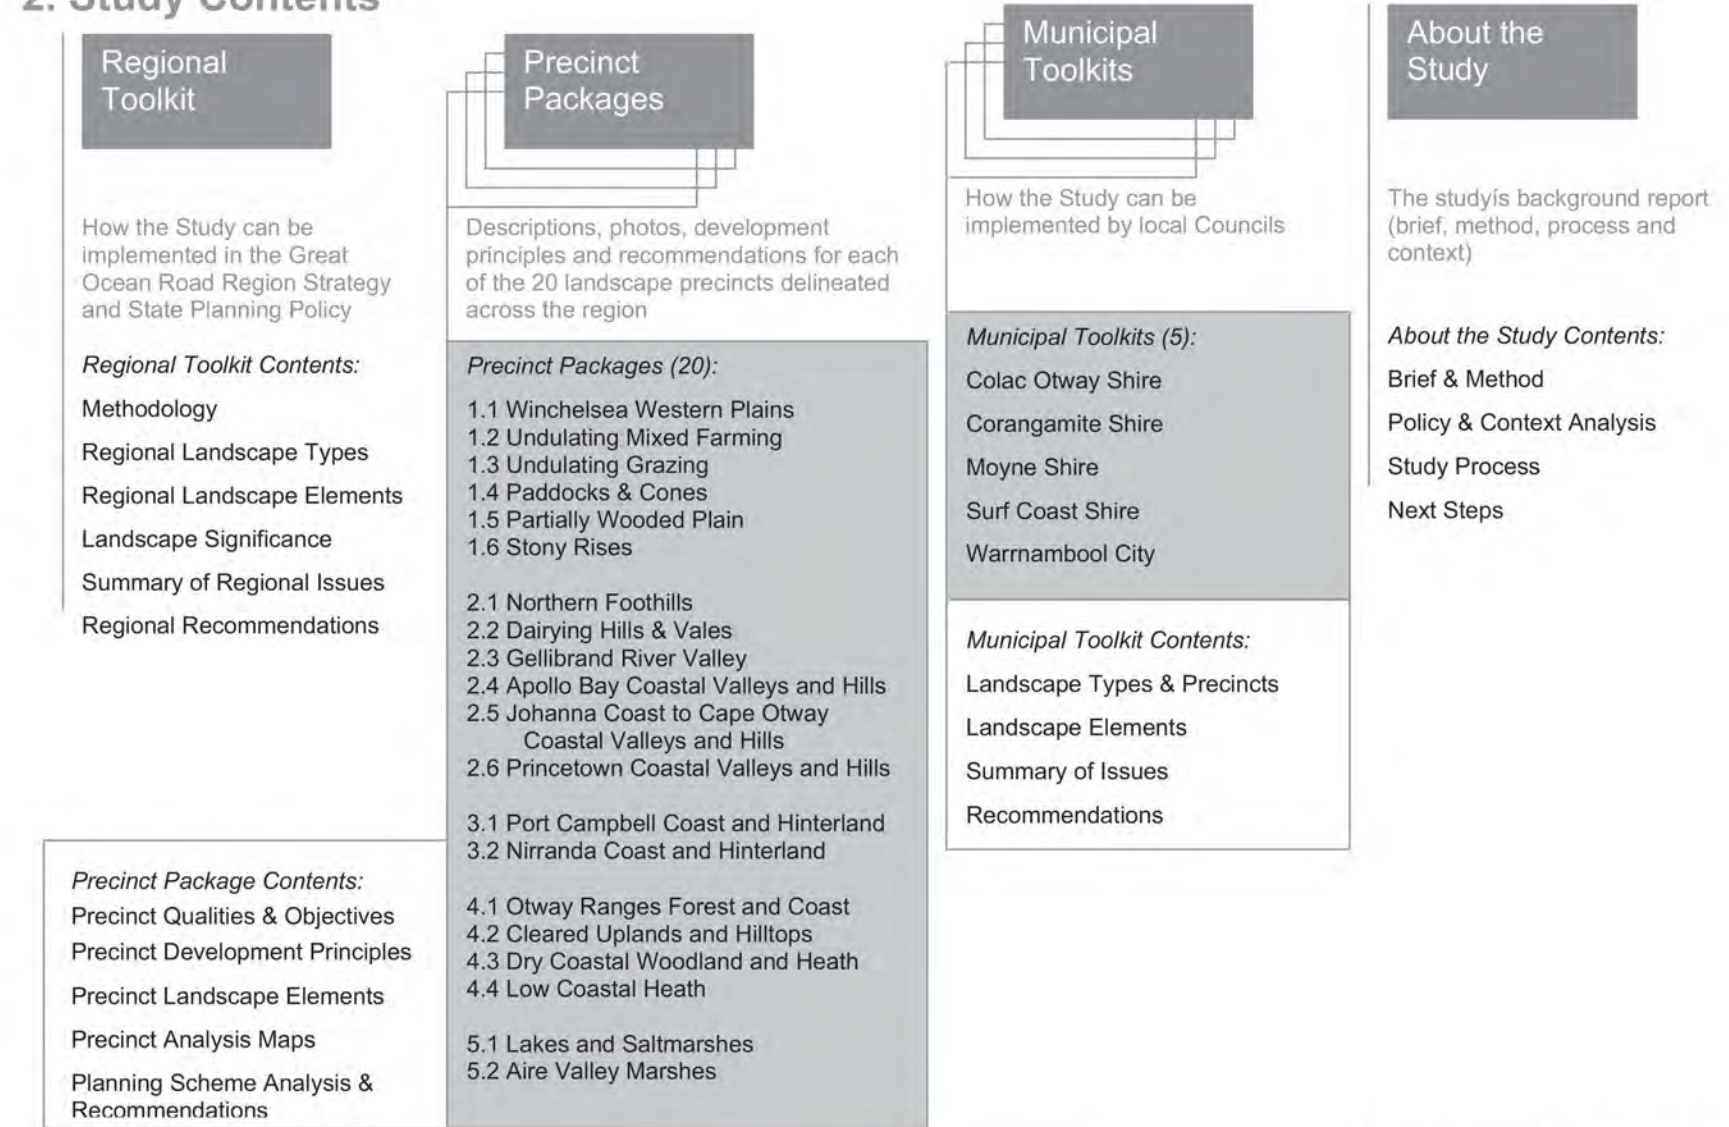 2. Study Contents
Regional
Toolkit
How the Study can be
implemented in the Great
Ocean Road Region Strategy
and State Planning Policy
Regional Toolkit Contents:
Methodology
Regional Landscape Types
Regional Landscape Elements
Landscape Significance
Summary of Regional Issues
Regional Recommendations
Precinct Package Contents:
Precinct Qualities & Objectives
Precinct Development Principles
Precinct Landscape Elements
Precinct Analysis Maps
Planning Scheme Analysis &
Recommendations
Precinct
Packages
Descriptions, photos, development
principles and recommendations for each
of the 20 landscape precincts delineated
across the region
Precinct Packages (20):
1.1 Winchelsea Western Plains
1.2 Undulating Mixed Farming
1.3 Undulating Grazing
1.4 Paddocks & Cones
1.5 Partially Wooded Plain
1.6 Stony Rises
2.1 Northern Foothills
2.2 Dairying Hills & Vales
2.3 Gellibrand River Valley
2.4 Apollo Bay Coastal Valleys and Hills
2.5 Johanna Coast to Cape Otway
Coastal Valleys and Hills
2.6 Princetown Coastal Valleys and Hills
3.1 Port Campbell Coast and Hinterland
3.2 Nirranda Coast and Hinterland
4.1 Otway Ranges Forest and Coast
4.2 Cleared Uplands and Hilltops
4.3 Dry Coastal Woodland and Heath
4.4 Low Coastal Heath
5.1 Lakes and Saltmarshes
5.2 Aire Valley Marshes
Municipal
Toolkits
How the Study can be
implemented by local Councils
Municipal Toolkits (5):
Colac Otway Shire
Corangamite Shire
Moyne Shire
Surf Coast Shire
Warrnambool City
Municipal Toolkit Contents:
Landscape Types & Precincts
Landscape Elements
Summary of Issues
Recommendations
About the
Study
The studyís background report
(brief, method, process and
context)
About the Study Contents:
Brief & Method
Policy & Context Analysis
Study Process
Next Steps